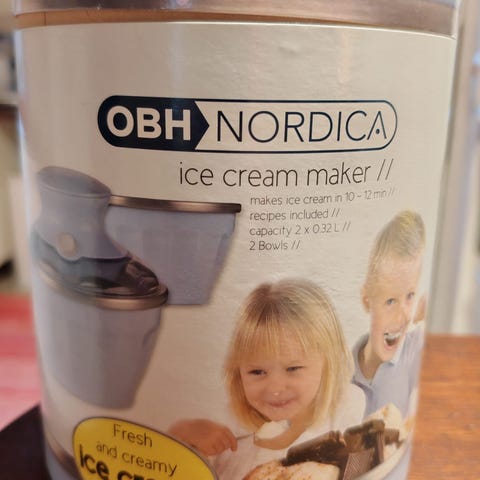 OBH NORDICA
ice cream maker //
makes ice cream in 10 - 12 min //
recipes included //
capacity 2 x 0.32 L //
2 Bowls //
Fresh
and creamy
ice